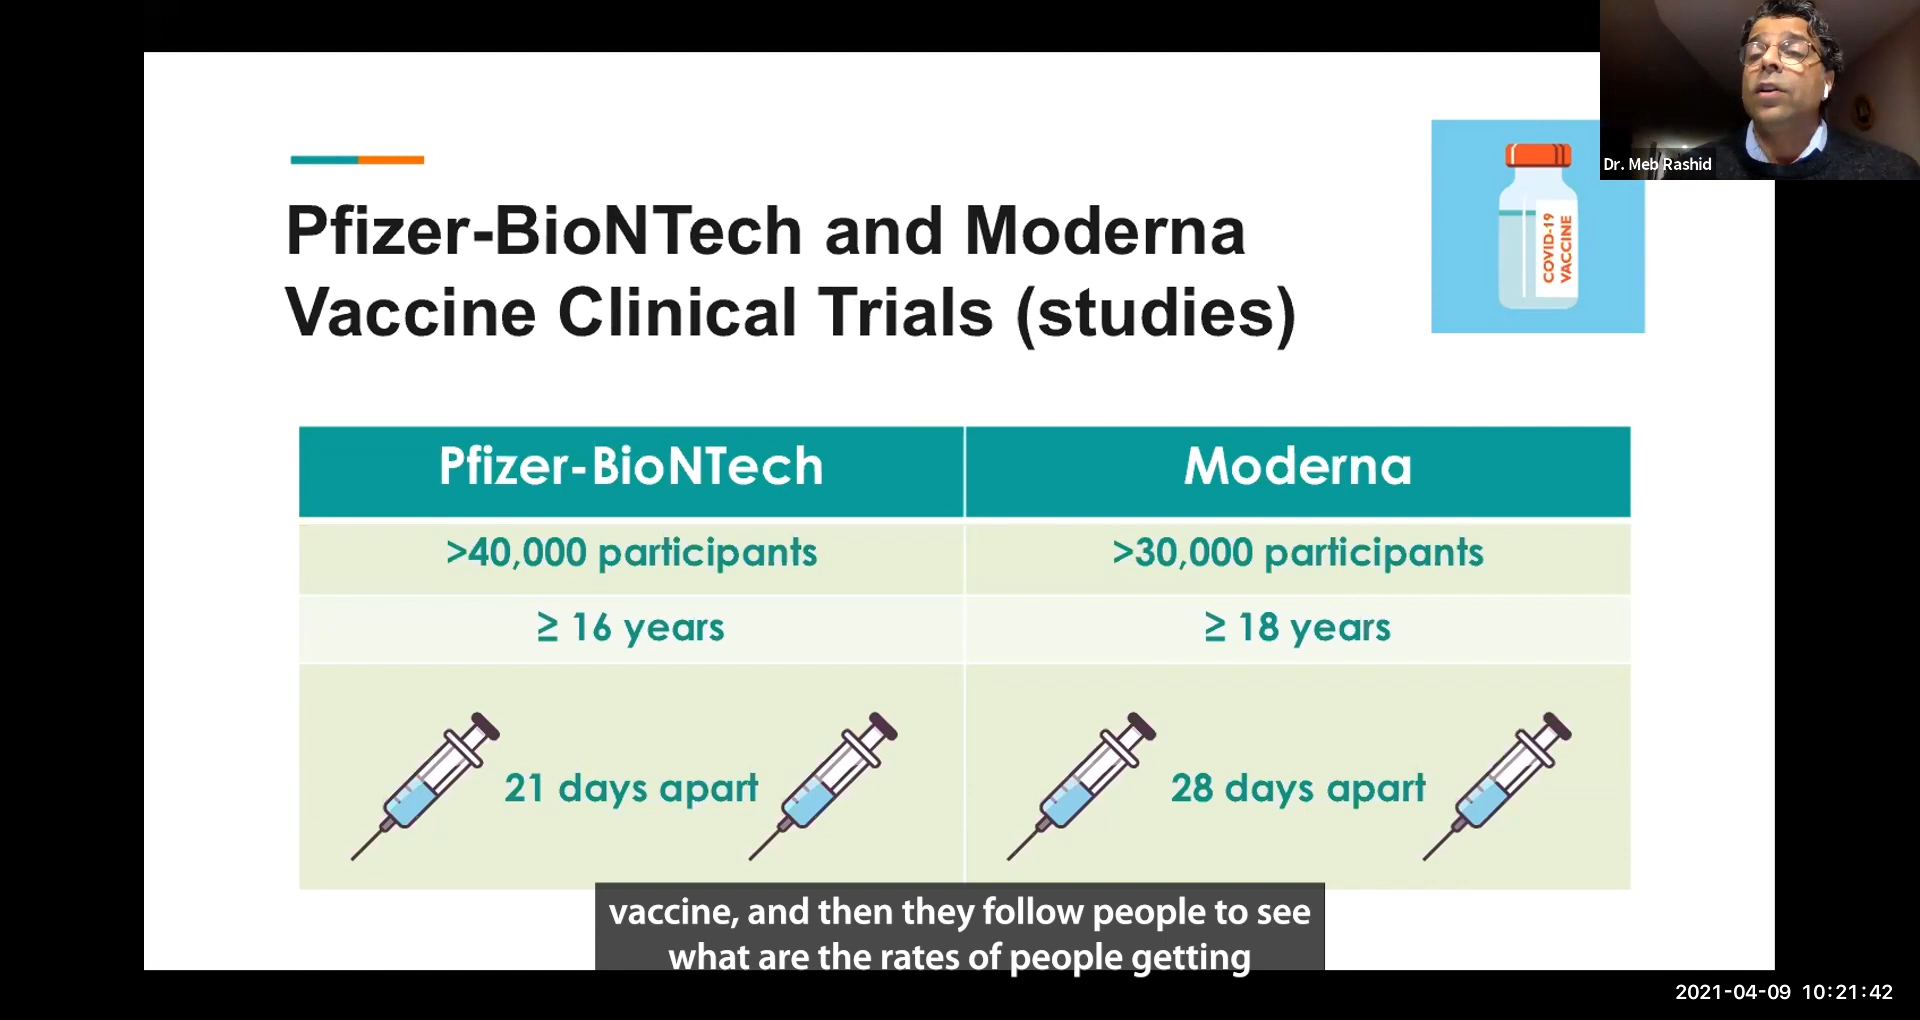 Dr. Meb Rashid
COVID-19
VACCINE
Pfizer-BioNTech and Moderna
Vaccine Clinical Trials (studies)
Pfizer-BioNTech
Moderna
>40,000 participants
>30,000 participants
≥ 16 years
≥ 18 years
21 days apart
28 days apart
vaccine, and then they follow people to see
what are the rates of people getting
2021-04-09 10:21:42